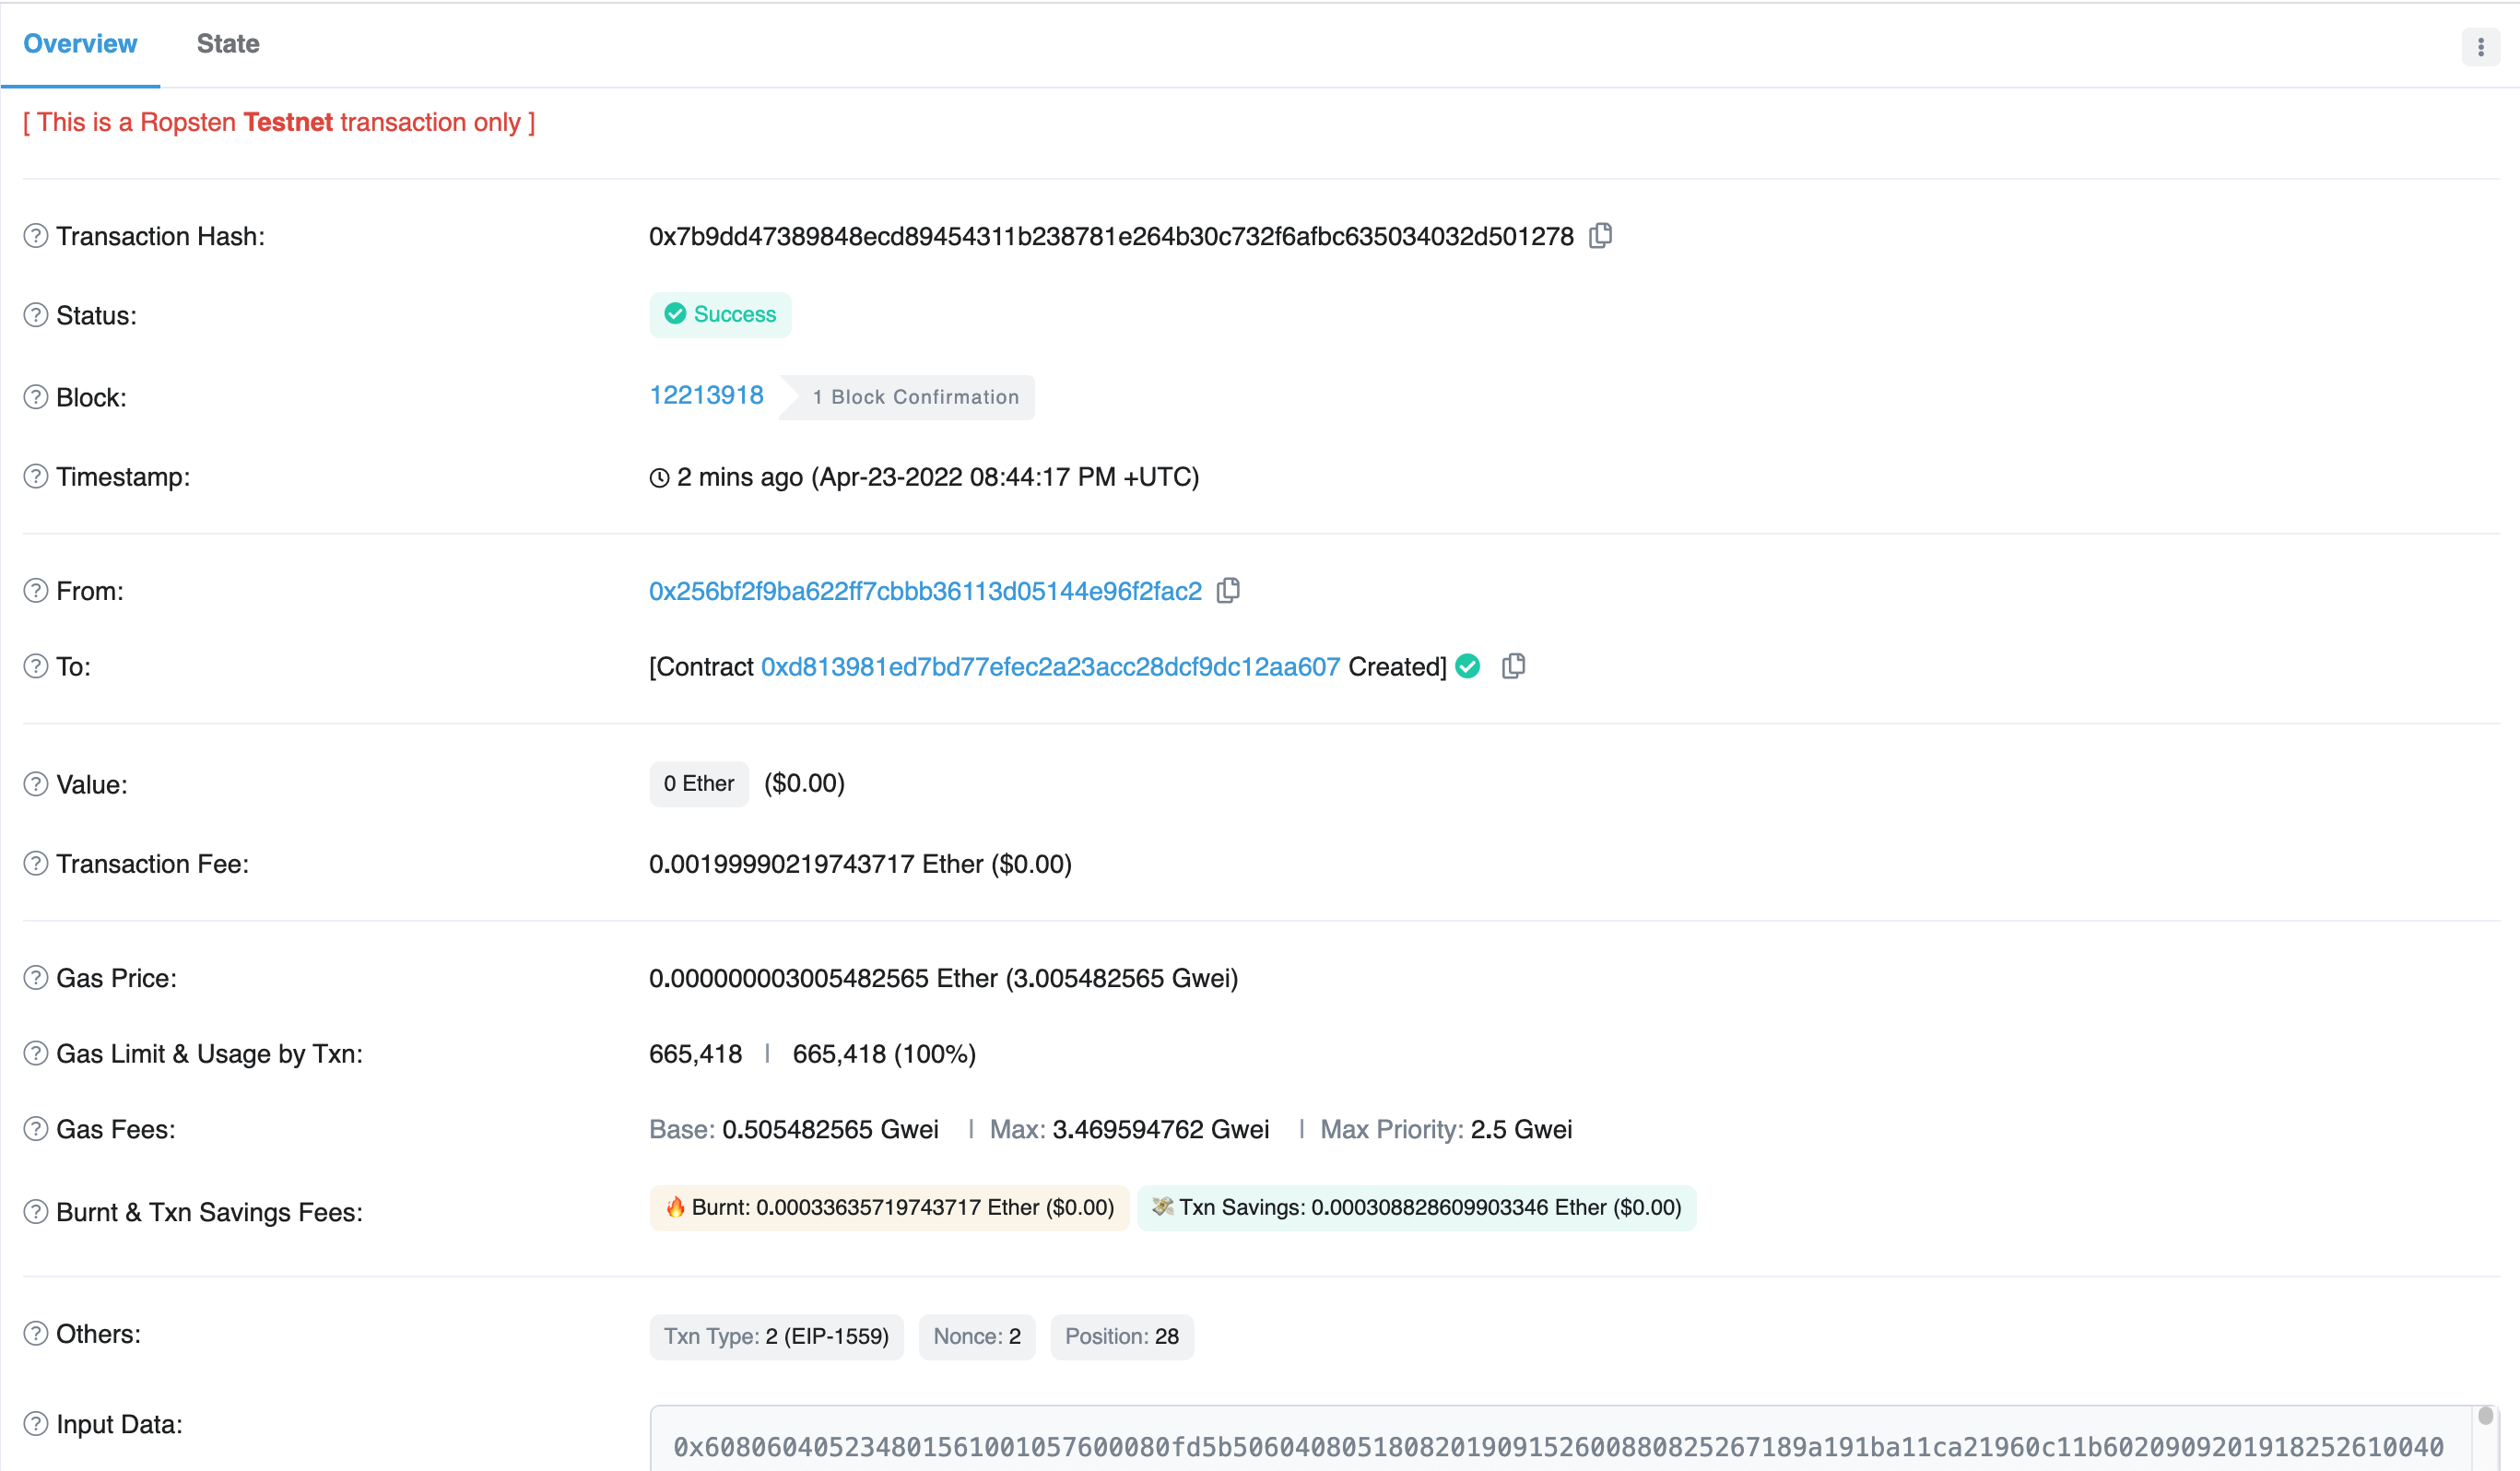 Overview State
[ This is a Ropsten Testnet transaction only ]
Transaction Hash: 0x7b9dd47389848ecd89454311b238781e264b30c732f6afbc635034032d501278
Status: Success
Block: 12213918 1 Block Confirmation
Timestamp: 2 mins ago (Apr-23-2022 08:44:17 PM +UTC)
From: 0x256bf2f9ba622ff7cbbb36113d05144e96f2fac2
To: [Contract 0xd813981ed7bd77efec2a23acc28dcf9dc12aa607 Created]
Value: 0 Ether ($0.00)
Transaction Fee: 0.00199990219743717 Ether ($0.00)
Gas Price: 0.000000003005482565 Ether (3.005482565 Gwei)
Gas Limit & Usage by Txn: 665,418 | 665,418 (100%)
Gas Fees: Base: 0.505482565 Gwei | Max: 3.469594762 Gwei | Max Priority: 2.5 Gwei
Burnt & Txn Savings Fees: Burnt: 0.00033635719743717 Ether ($0.00) Txn Savings: 0.000308828609903346 Ether ($0.00)
Others: Txn Type: 2 (EIP-1559) Nonce: 2 Position: 28
Input Data: 0x608060405234801561001057600080fd5b506040805180820190915260088082526718​9a191ba11ca21960c11b6020909201918252610040